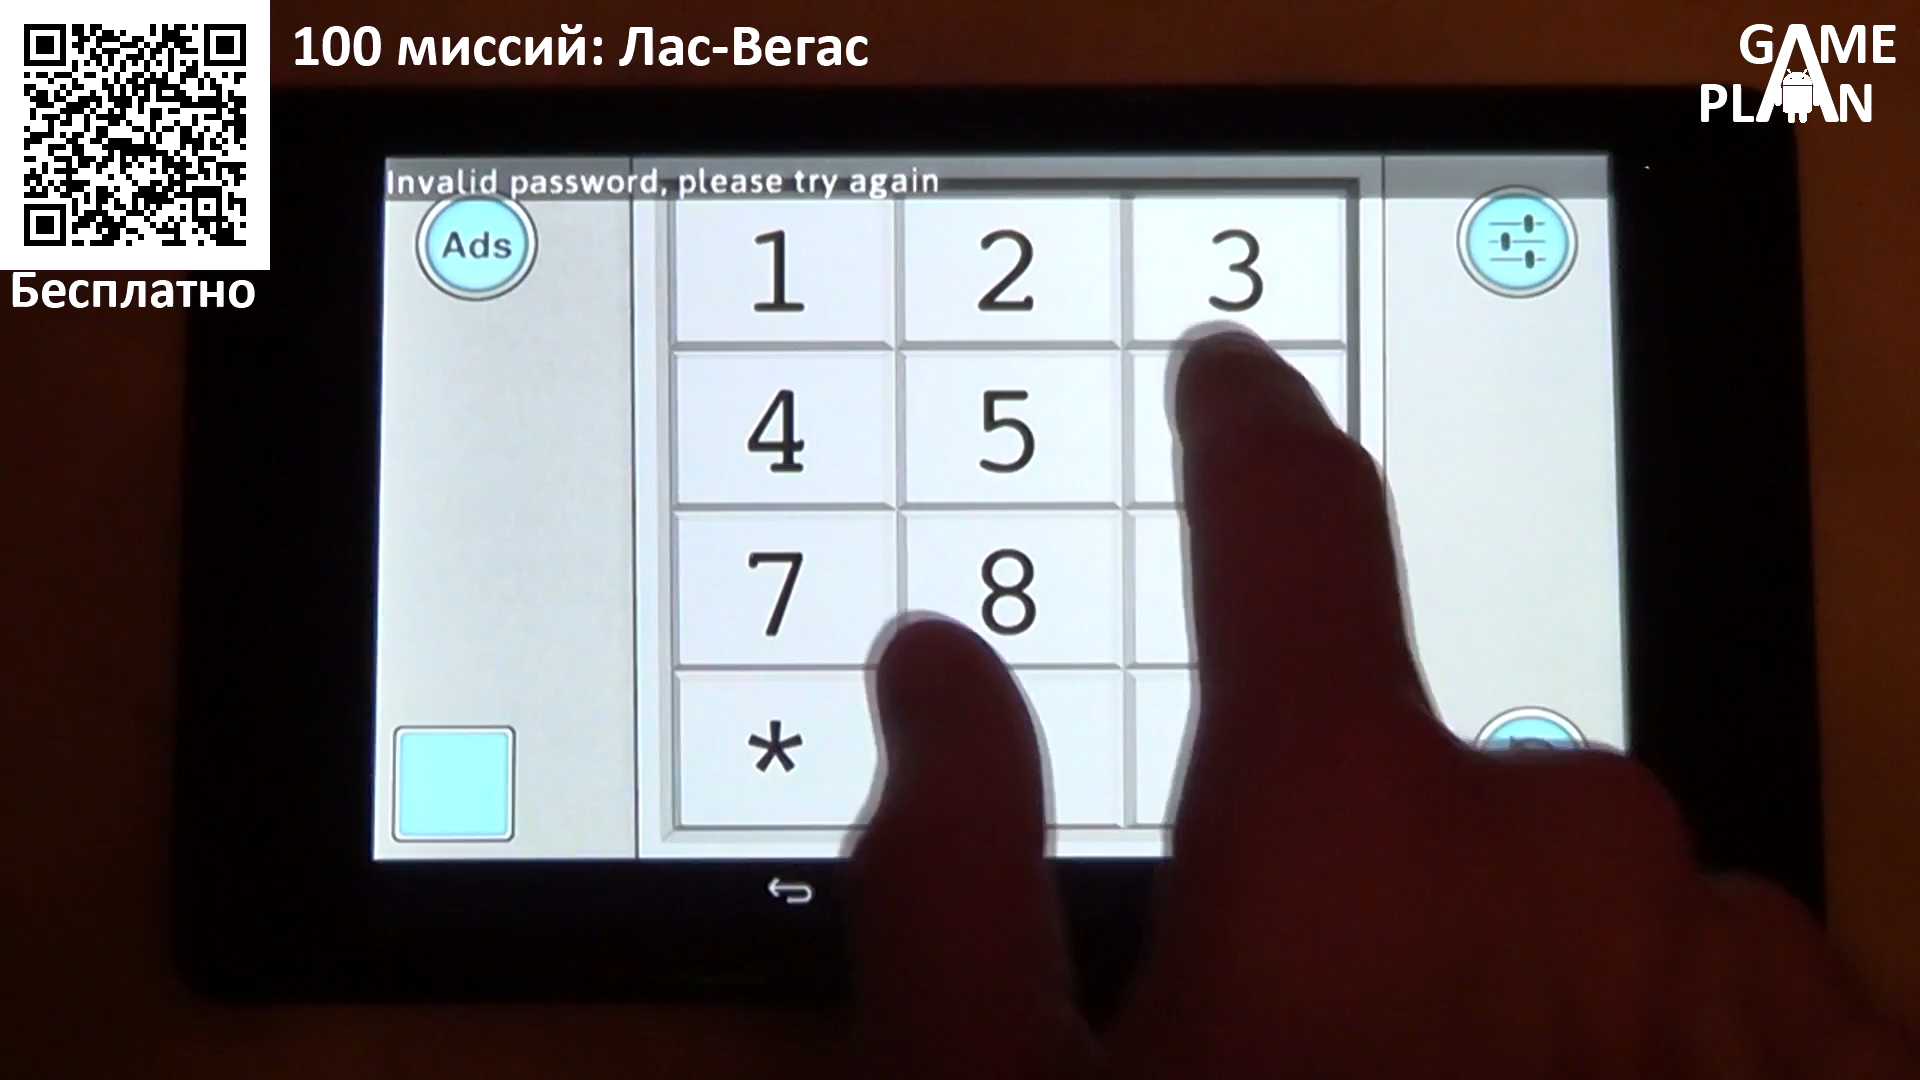 100 миссий: Лас-Вегас
GAME
PLAN
Бесплатно
Invalid password, please try again
Ads
1 2 3
4 5
7 8
*